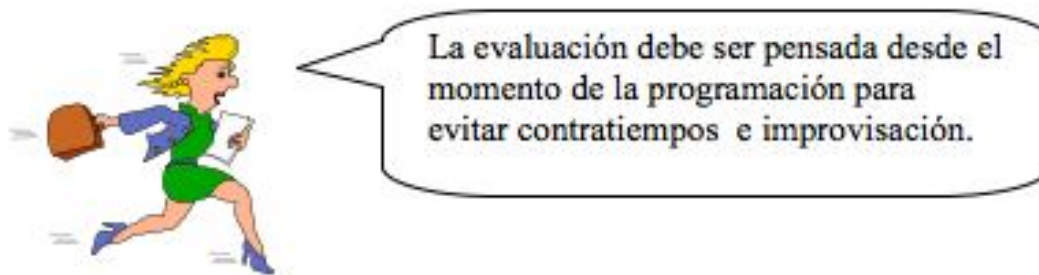 La evaluación debe ser pensada desde el
momento de la programación para
evitar contratiempos e improvisación.